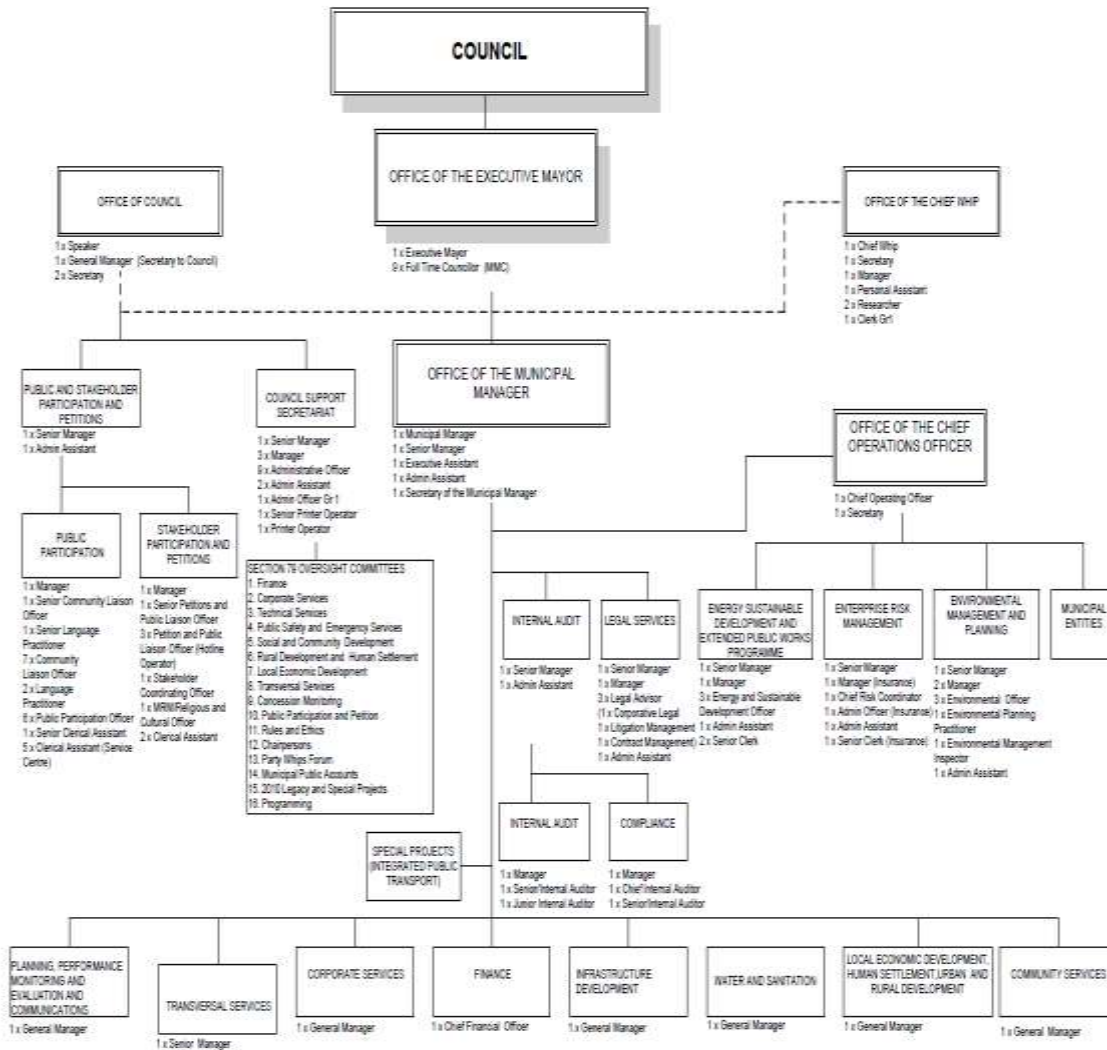 COUNCIL
OFFICE OF THE EXECUTIVE MAYOR
1 x Executive Mayor
9 x Full Time Councillor (MMC)
OFFICE OF COUNCIL
1 x Speaker
1 x General Manager (Secretary to Council)
2 x Secretary
OFFICE OF THE CHIEF WHIP
1 x Chief Whip
1 x Secretary
1 x Manager
1 x Personal Assistant
2 x Researcher
1 x Clerk Gr1
PUBLIC AND STAKEHOLDER
PARTICIPATION AND
PETITIONS
1 x Senior Manager
1 x Admin Assistant
COUNCIL SUPPORT
SECRETARIAT
1 x Senior Manager
3 x Manager
9 x Administrative Officer
2 x Admin Assistant
1 x Admin Officer Gr 1
1 x Senior Printer Operator
1 x Printer Operator
OFFICE OF THE MUNICIPAL
MANAGER
1 x Municipal Manager
1 x Senior Manager
1 x Executive Assistant
1 x Admin Assistant
1 x Secretary of the Municipal Manager
OFFICE OF THE CHIEF
OPERATIONS OFFICER
1 x Chief Operating Officer
1 x Secretary
PUBLIC
PARTICIPATION
1 x Manager
1 x Senior Community Liaison
Officer
1 x Senior Language
Practitioner
7 x Community
Liaison Officer
2 x Language
Practitioner
6 x Public Participation Officer
1 x Senior Clerical Assistant
5 x Clerical Assistant (Service
Centre)
STAKEHOLDER
PARTICIPATION AND
PETITIONS
1 x Manager
1 x Senior Petitions and
Public Liaison Officer
3 x Petition and Public
Liaison Officer (Hotline
Operator)
1 x Stakeholder
Coordinating Officer
1 x MRM/Religious and
Cultural Officer
2 x Clerical Assistant
SECTION 79 OVERSIGHT COMMITTEES
1. Finance
2. Corporate Services
3. Technical Services
4. Public Safety and Emergency Services
5. Social and Community Development
6. Rural Development and Human Settlement
7. Local Economic Development
8. Transversal Services
9. Concession Monitoring
10. Public Participation and Petition
11. Rules and Ethics
12. Chairpersons
13. Party Whips Forum
14. Municipal Public Accounts
15. 2010 Legacy and Special Projects
16. Programming
INTERNAL AUDIT
1 x Senior Manager
1 x Admin Assistant
LEGAL SERVICES
1 x Senior Manager
1 x Manager
3 x Legal Advisor
(1 x Corporative Legal
1 x Litigation Management
1 x Contract Management)
1 x Admin Assistant
ENERGY SUSTAINABLE
DEVELOPMENT AND
EXTENDED PUBLIC WORKS
PROGRAMME
1 x Senior Manager
1 x Manager
3 x Energy and Sustainable
Development Officer
1 x Admin Assistant
2 x Senior Clerk
ENTERPRISE RISK
MANAGEMENT
1 x Senior Manager
1 x Manager (Insurance)
1 x Chief Risk Coordinator
1 x Admin Officer (Insurance)
1 x Admin Assistant
1 x Senior Clerk (Insurance)
ENVIRONMENTAL
MANAGEMENT AND
PLANNING
1 x Senior Manager
2 x Manager
3 x Environmental Officer
1 x Environmental Planning
Practitioner
1 x Environmental Management
Inspector
1 x Admin Assistant
MUNICIPAL
ENTITIES
INTERNAL AUDIT
1 x Manager
1 x Senior Internal Auditor
1 x Junior Internal Auditor
COMPLIANCE
1 x Manager
1 x Chief Internal Auditor
1 x Senior Internal Auditor
SPECIAL PROJECTS
(INTEGRATED PUBLIC
TRANSPORT)
PLANNING, PERFORMANCE
MONITORING AND
EVALUATION AND
COMMUNICATIONS
1 x General Manager
TRANSVERSAL SERVICES
1 x Senior Manager
CORPORATE SERVICES
1 x General Manager
FINANCE
1 x Chief Financial Officer
INFRASTRUCTURE
DEVELOPMENT
1 x General Manager
WATER AND SANITATION
1 x General Manager
LOCAL ECONOMIC DEVELOPMENT,
HUMAN SETTLEMENT,URBAN AND
RURAL DEVELOPMENT
1 x General Manager
COMMUNITY SERVICES
1 x General Manager